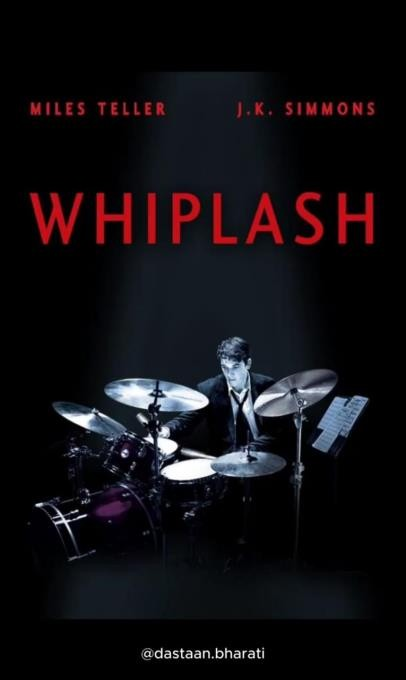 MILES TELLER J.K. SIMMONS
WHIPLASH
@dastaan.bharati